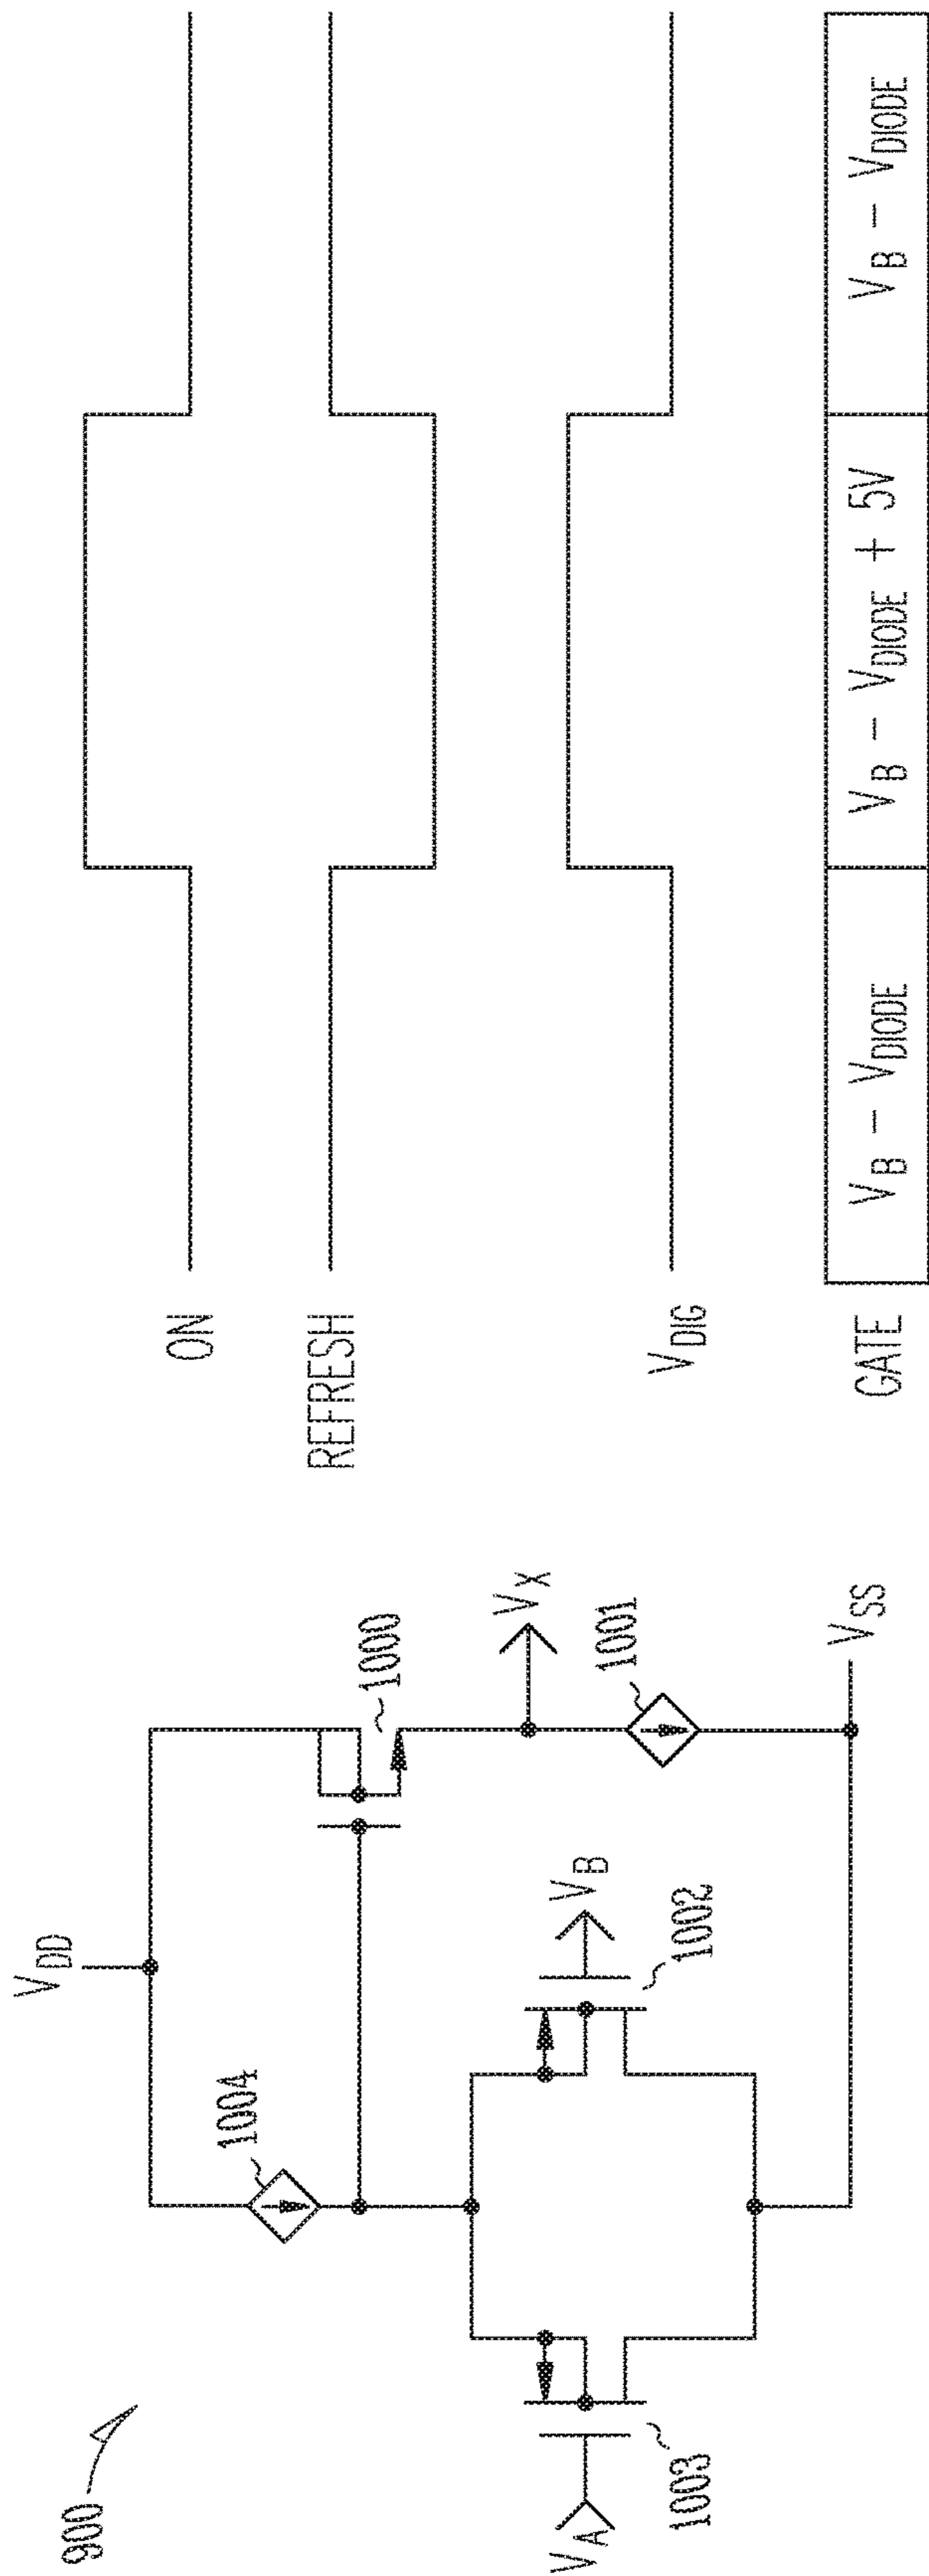 900
V_DD
1004
1000
V_X
1001
V_A
1003
V_B
1002
V_SS
ON
REFRESH
V_DIG
GATE
V_B − V_DIODE
V_B − V_DIODE + 5V
V_B − V_DIODE